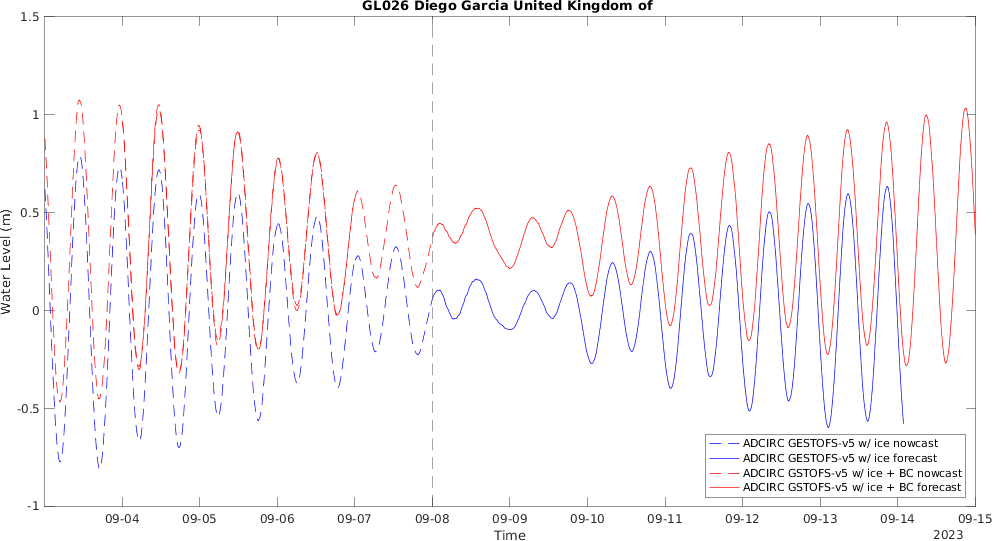 GL026 Diego Garcia United Kingdom of
1.5
1
0.5
0
-0.5
-1
Water Level (m)
ADCIRC GESTOFS-v5 w/ ice nowcast
ADCIRC GESTOFS-v5 w/ ice forecast
ADCIRC GSTOFS-v5 w/ ice + BC nowcast
ADCIRC GSTOFS-v5 w/ ice + BC forecast
09-04 09-05 09-06 09-07 09-08 09-09 09-10 09-11 09-12 09-13 09-14 09-15
Time
2023